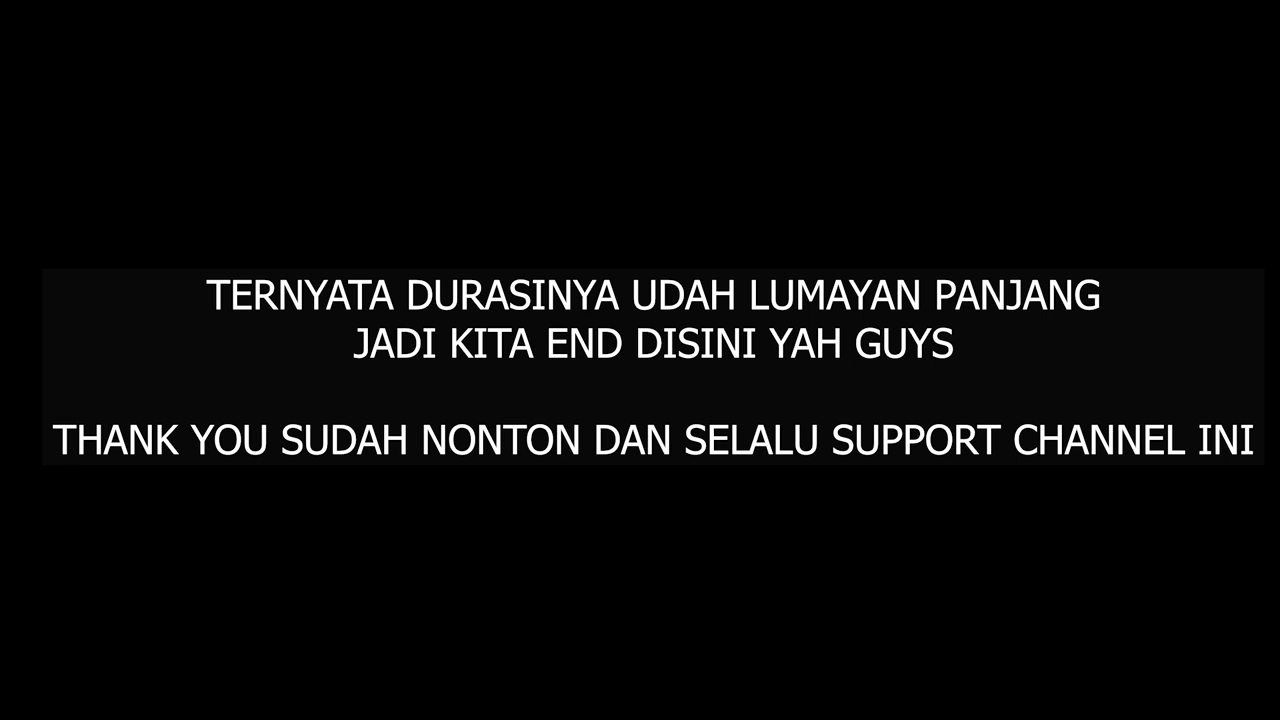 TERNYATA DURASINYA UDAH LUMAYAN PANJANG
JADI KITA END DISINI YAH GUYS
THANK YOU SUDAH NONTON DAN SELALU SUPPORT CHANNEL INI